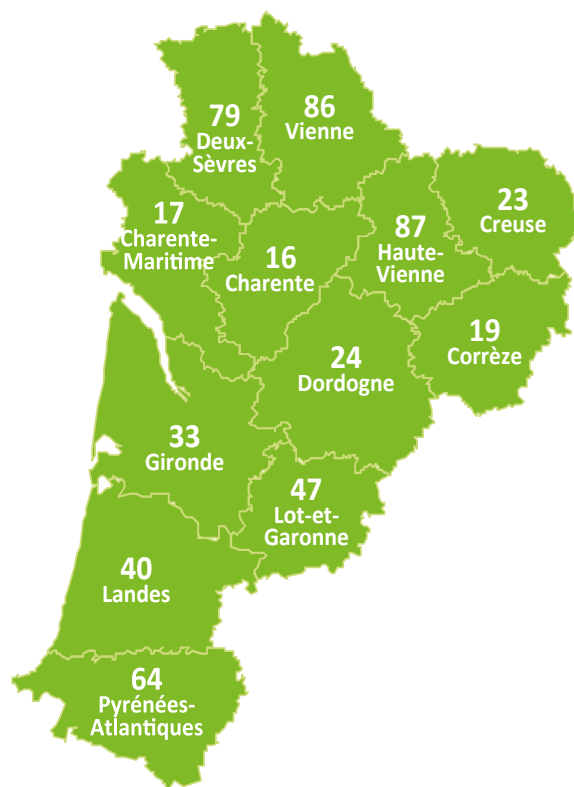 86
Vienne
79
Deux-
Sèvres
23
Creuse
17
Charente-
Maritime
87
Haute-
Vienne
16
Charente
19
Corrèze
24
Dordogne
33
Gironde
47
Lot-et-
Garonne
40
Landes
64
Pyrénées-
Atlantiques